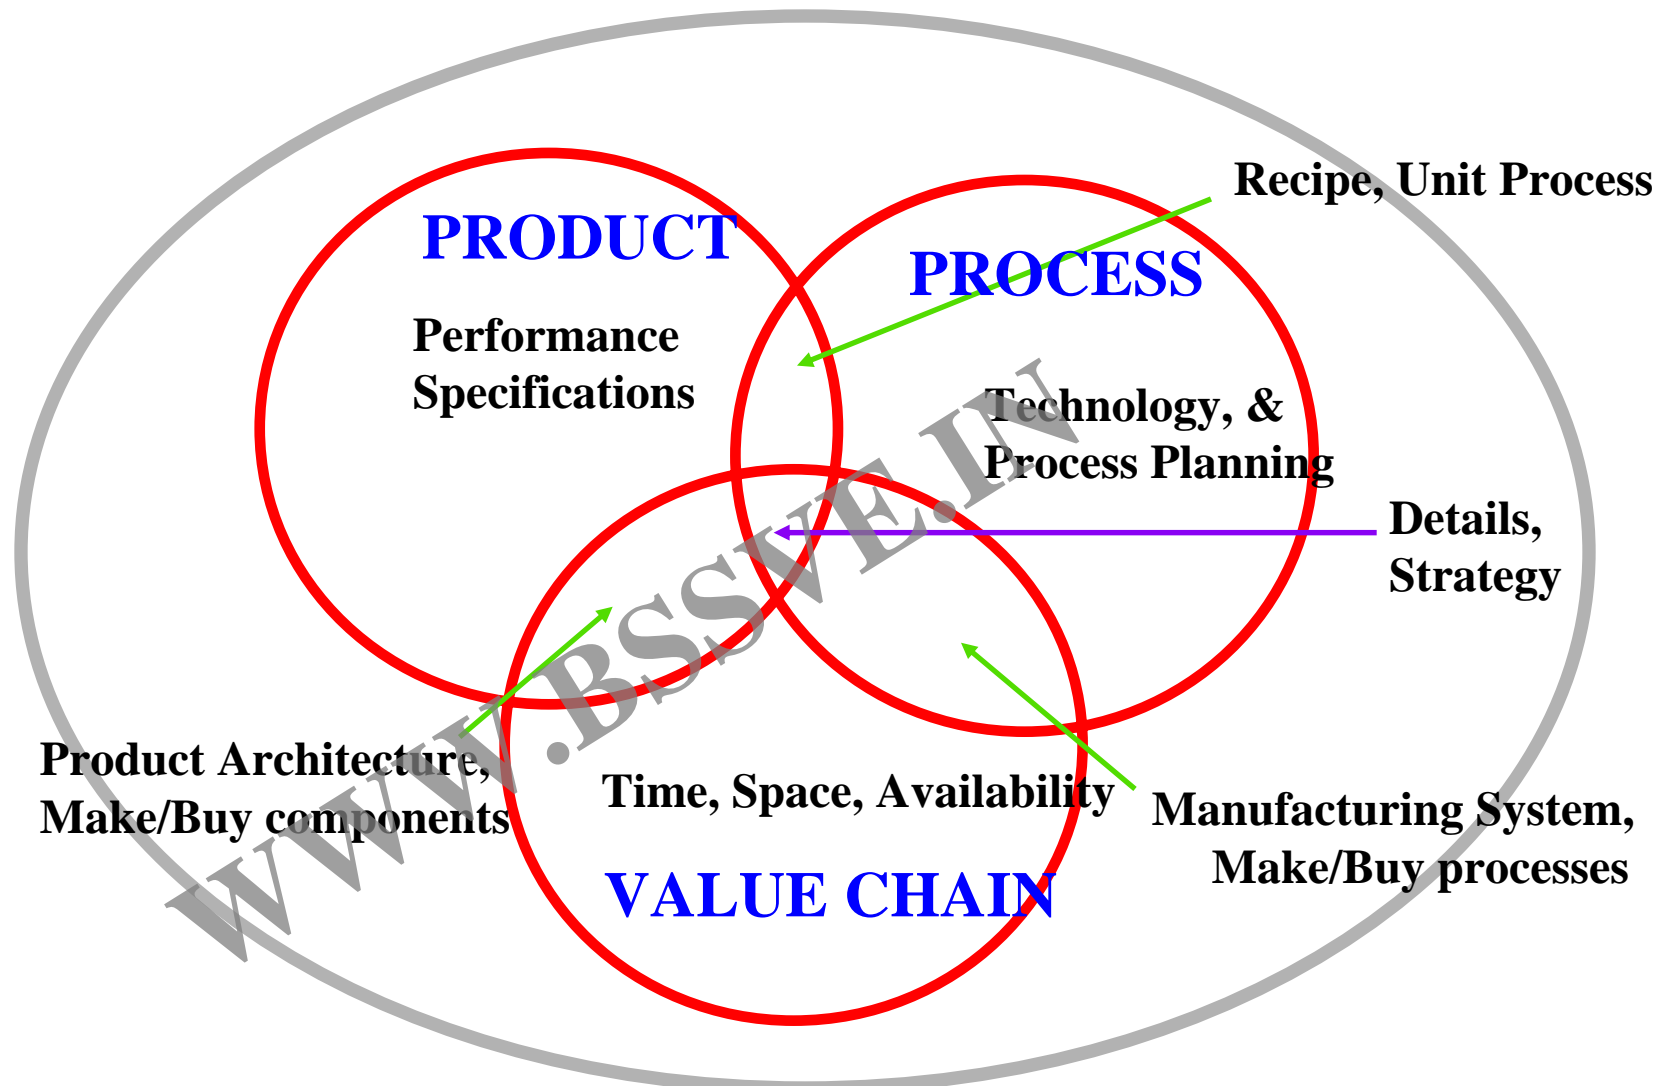 Recipe, Unit Process
PRODUCT
PROCESS
Performance
Specifications
Technology, &
Process Planning
Details,
Strategy
Product Architecture,
Make/Buy components
Time, Space, Availability
Manufacturing System,
Make/Buy processes
VALUE CHAIN
WWW.BSSVE.IN